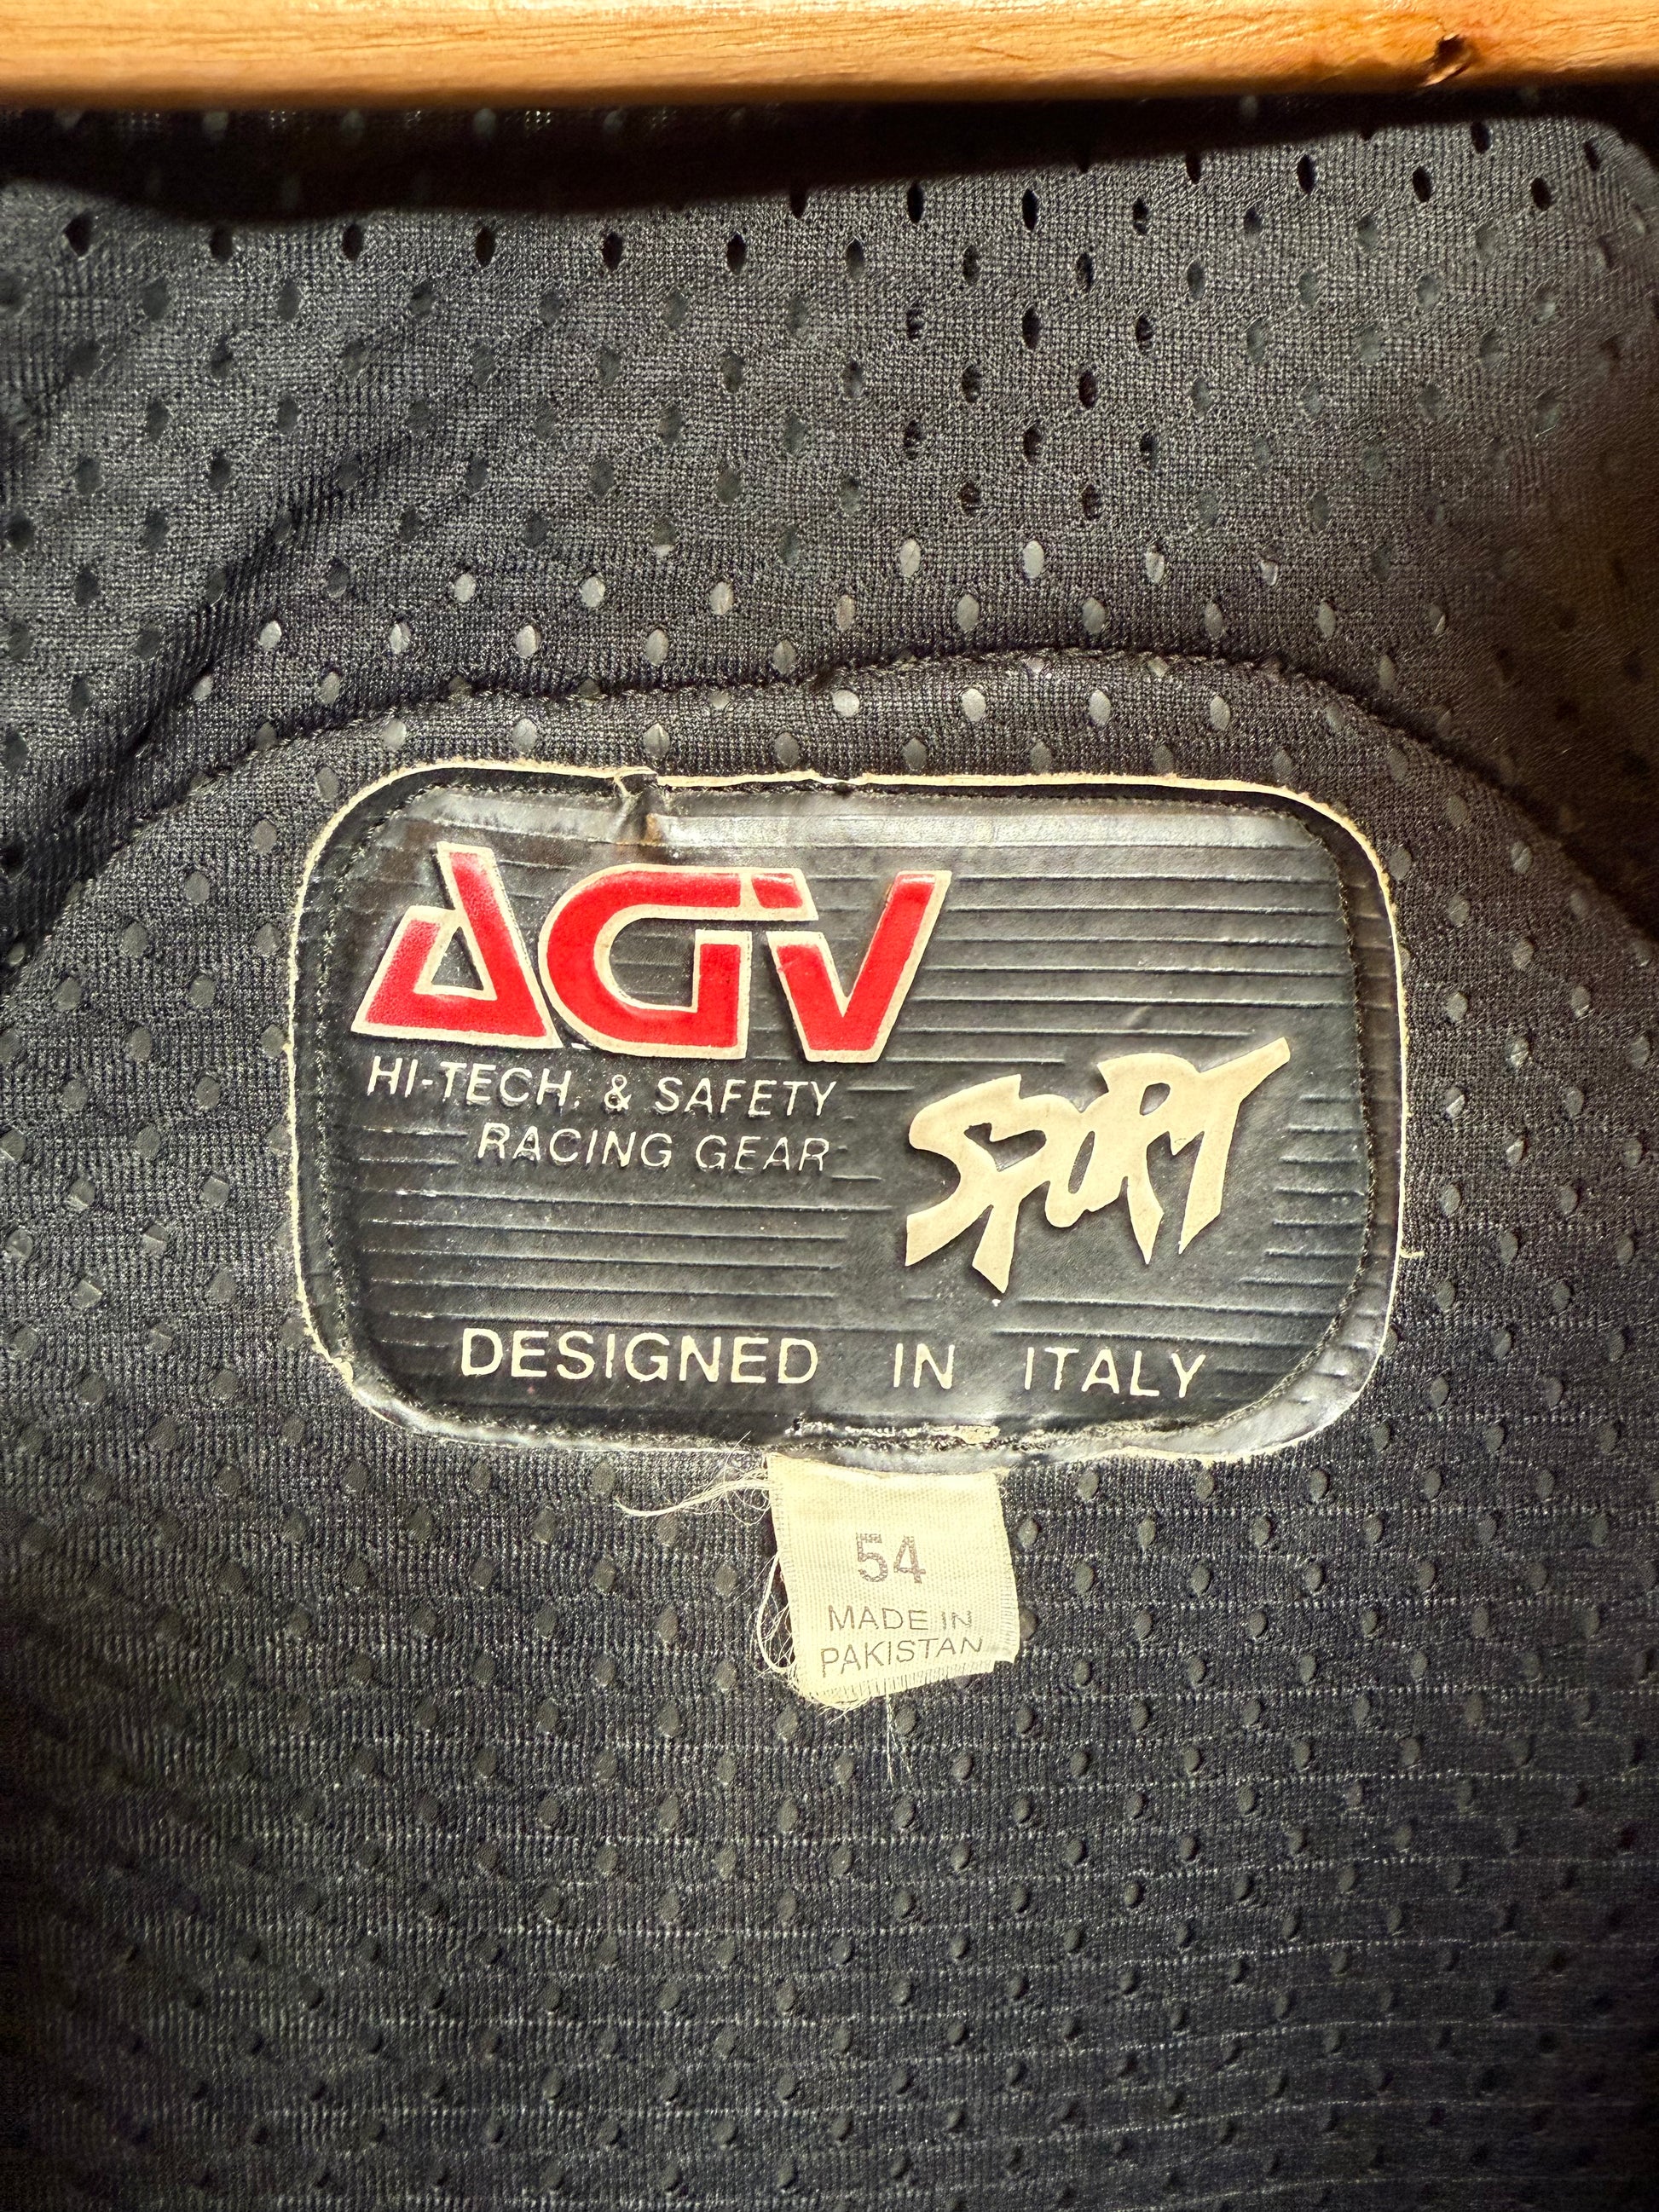 AGV
HI-TECH. & SAFETY
RACING GEAR
SPORT
DESIGNED IN ITALY
54
MADE IN
PAKISTAN